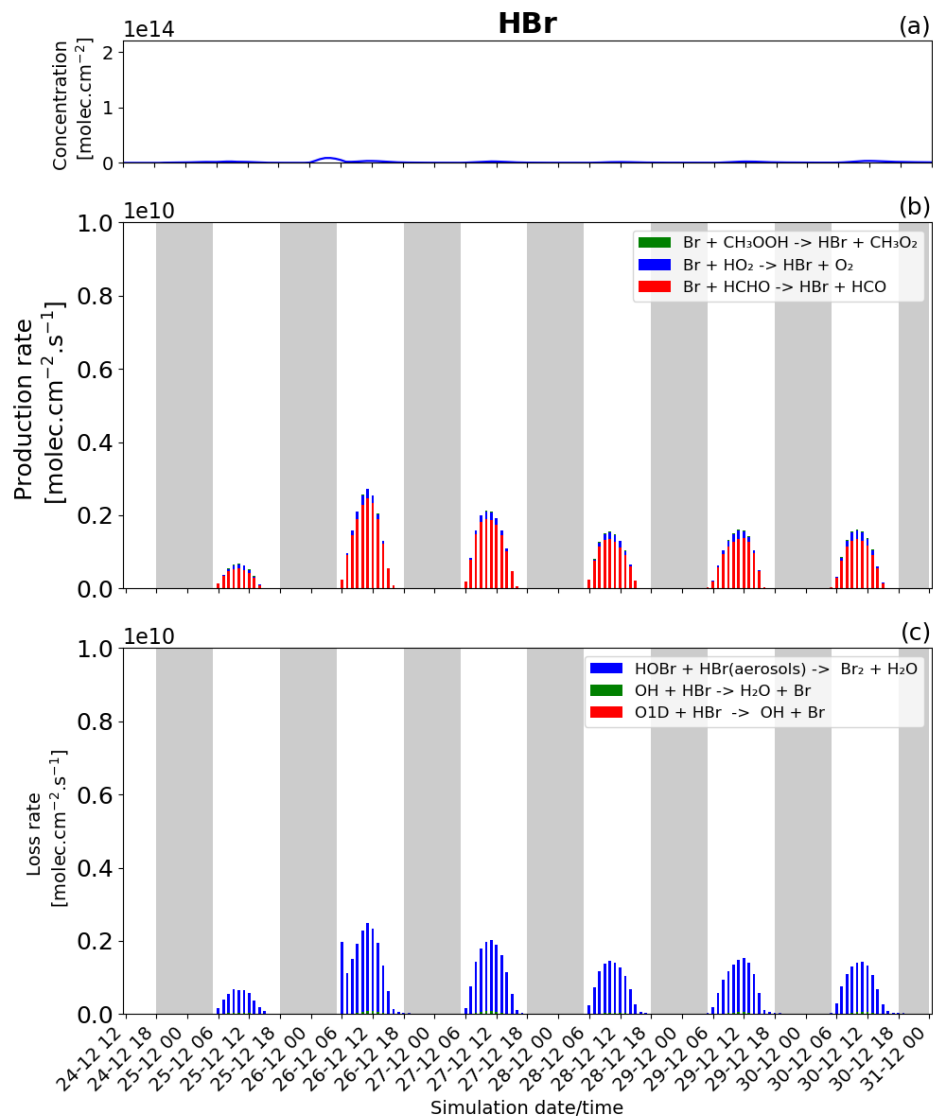 HBr
(a)
1e14
Concentration
[molec.cm⁻²]
2
1
0
(b)
1e10
Production rate
[molec.cm⁻².s⁻¹]
1.0
0.8
0.6
0.4
0.2
0.0
Br + CH₃OOH -> HBr + CH₃O₂
Br + HO₂ -> HBr + O₂
Br + HCHO -> HBr + HCO
(c)
1e10
Loss rate
[molec.cm⁻².s⁻¹]
1.0
0.8
0.6
0.4
0.2
0.0
HOBr + HBr(aerosols) -> Br₂ + H₂O
OH + HBr -> H₂O + Br
O1D + HBr -> OH + Br
24-12 12
24-12 18
25-12 00
25-12 06
25-12 12
25-12 18
26-12 00
26-12 06
26-12 12
26-12 18
27-12 00
27-12 06
27-12 12
27-12 18
28-12 00
28-12 06
28-12 12
28-12 18
29-12 00
29-12 06
29-12 12
29-12 18
30-12 00
30-12 06
30-12 12
30-12 18
31-12 00
Simulation date/time